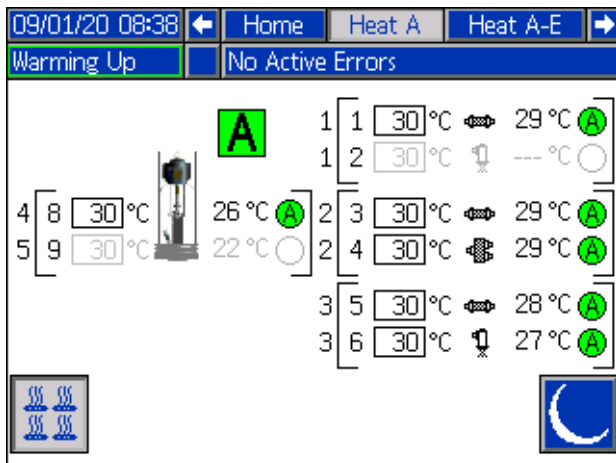 09/01/20 08:38 Home Heat A Heat A-E
Warming Up No Active Errors
A
1 1 30 °C 29 °C A
1 2 30 °C --- °C
4 8 30 °C 26 °C A
5 9 30 °C 22 °C
2 3 30 °C 29 °C A
2 4 30 °C 29 °C A
3 5 30 °C 28 °C A
3 6 30 °C 27 °C A